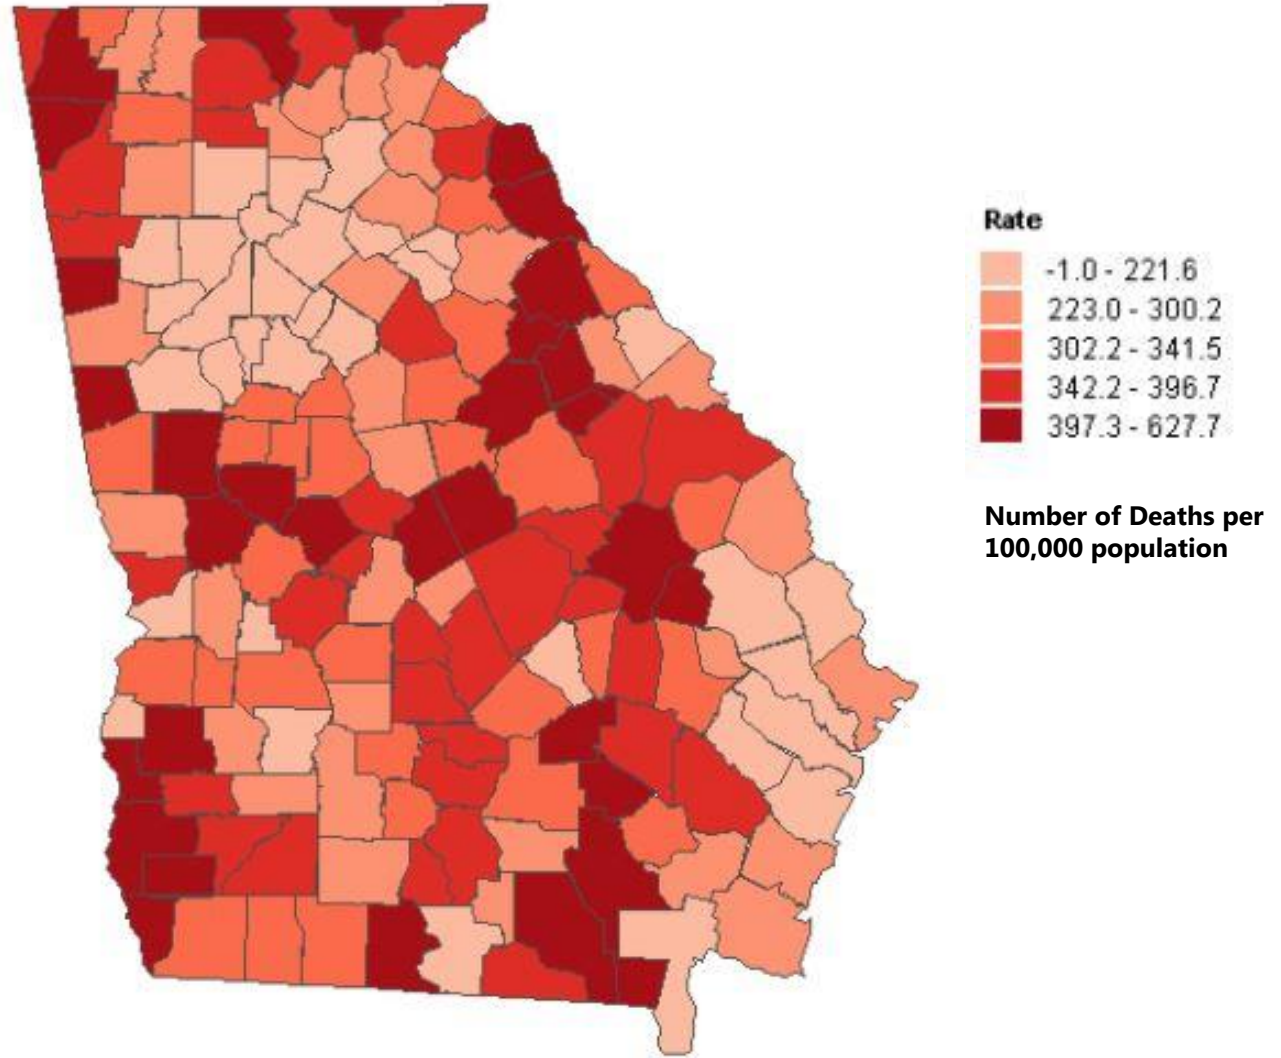 Rate
-1.0 - 221.6
223.0 - 300.2
302.2 - 341.5
342.2 - 396.7
397.3 - 627.7
Number of Deaths per
100,000 population